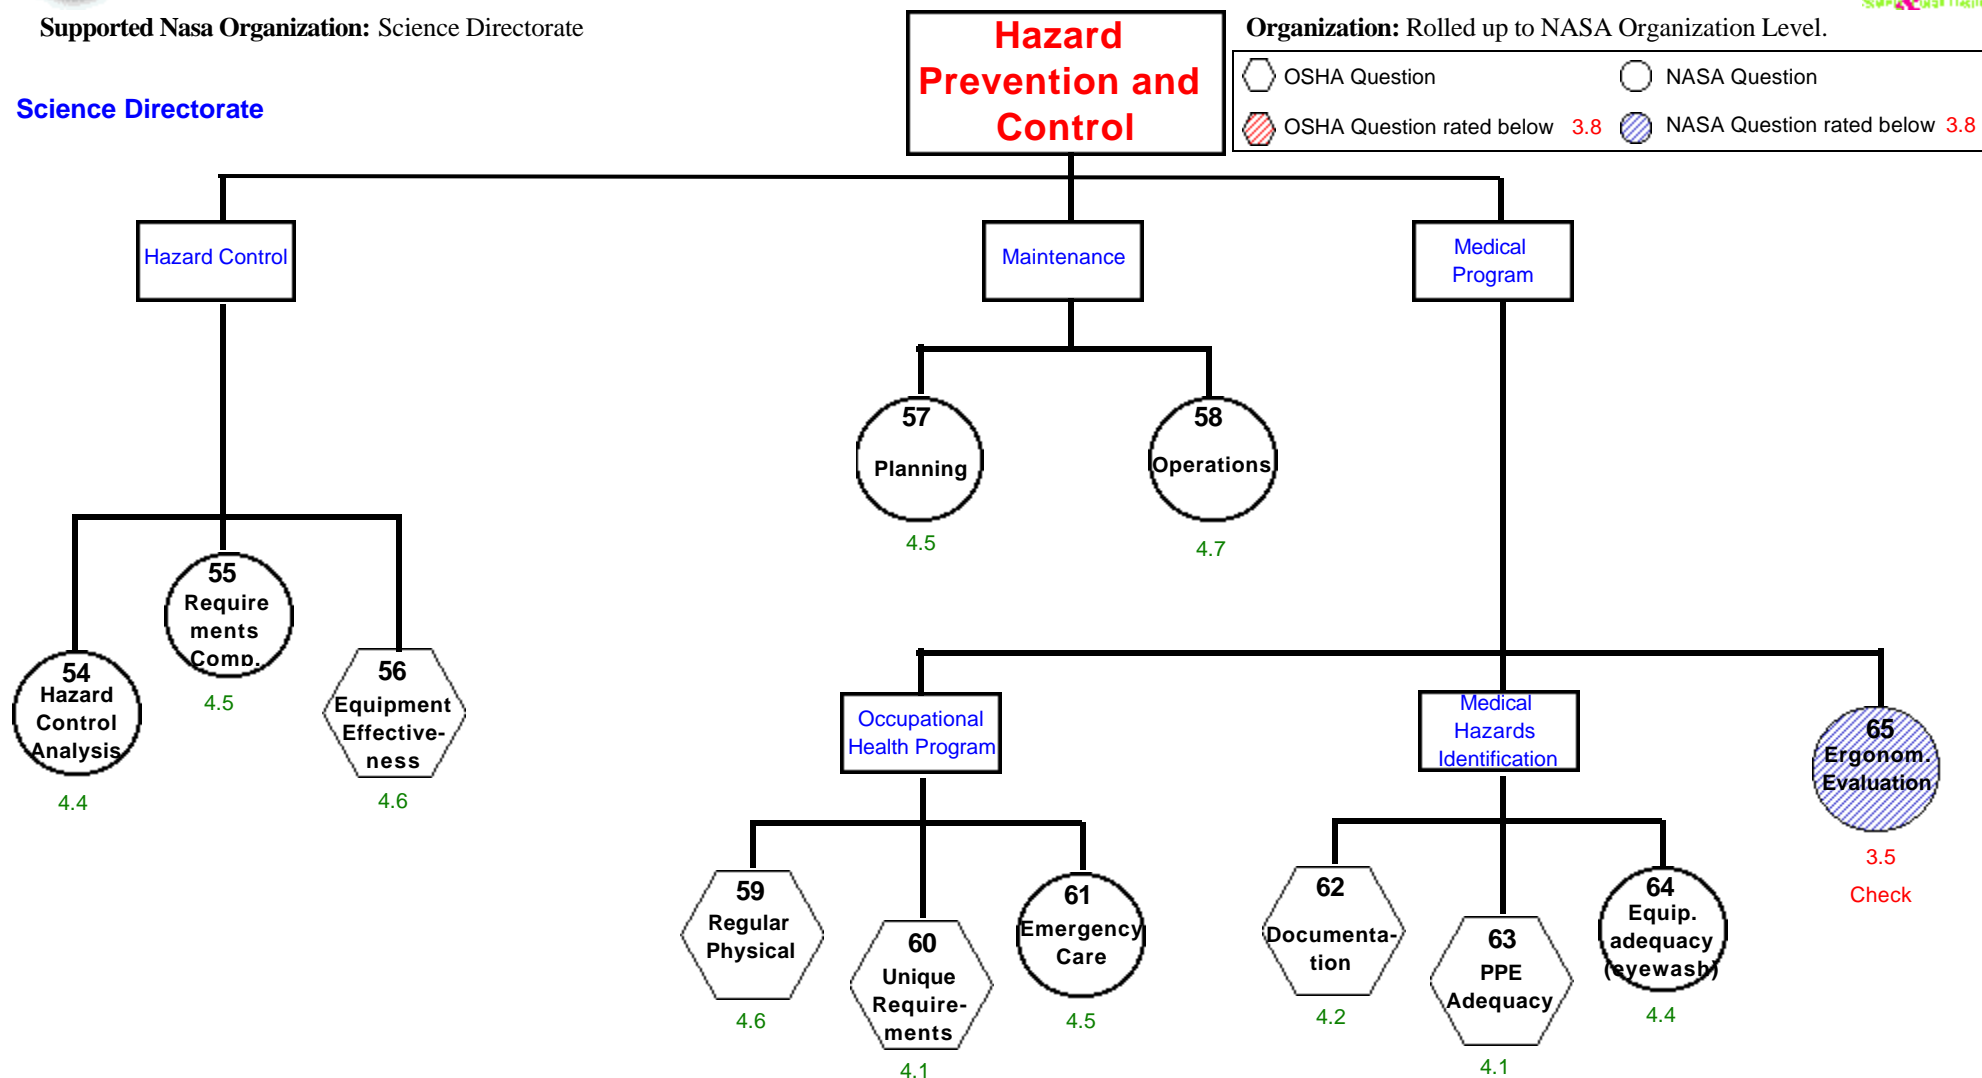 Supported Nasa Organization: Science Directorate
Organization: Rolled up to NASA Organization Level.
Hazard
Prevention and
Control
OSHA Question
NASA Question
OSHA Question rated below 3.8
NASA Question rated below 3.8
Science Directorate
Hazard Control
Maintenance
Medical
Program
57
Planning
4.5
58
Operations
4.7
54
Hazard
Control
Analysis
4.4
55
Require
ments
Comp.
4.5
56
Equipment
Effective-
ness
4.6
Occupational
Health Program
Medical
Hazards
Identification
65
Ergonom.
Evaluation
3.5
Check
59
Regular
Physical
4.6
60
Unique
Require-
ments
4.1
61
Emergency
Care
4.5
62
Documenta-
tion
4.2
63
PPE
Adequacy
4.1
64
Equip.
adequacy
(eyewash)
4.4